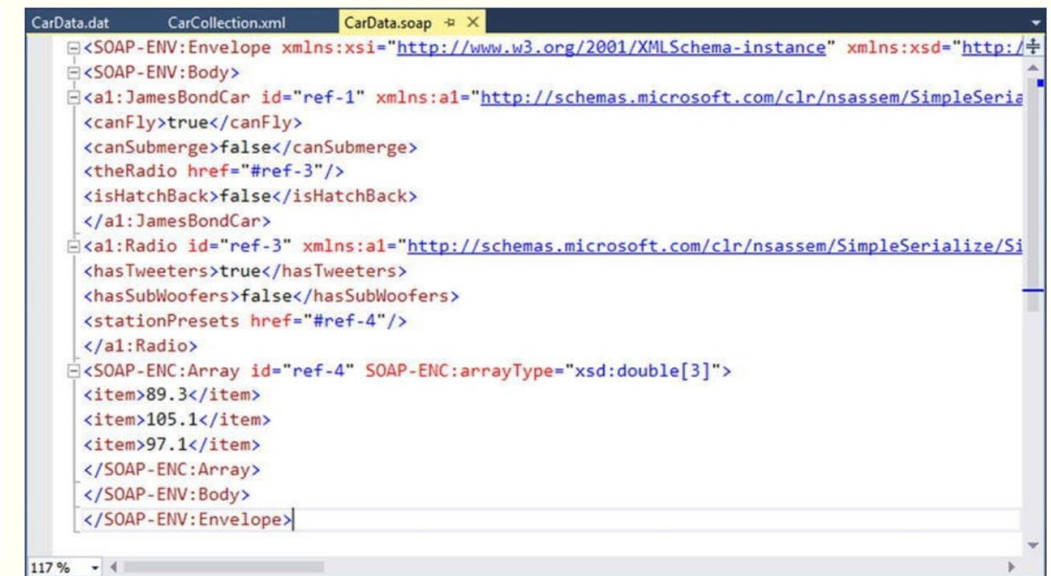 CarData.dat CarCollection.xml CarData.soap
<SOAP-ENV:Envelope xmlns:xsi="http://www.w3.org/2001/XMLSchema-instance" xmlns:xsd="http:/
<SOAP-ENV:Body>
<a1:JamesBondCar id="ref-1" xmlns:a1="http://schemas.microsoft.com/clr/nsassem/SimpleSeria
<canFly>true</canFly>
<canSubmerge>false</canSubmerge>
<theRadio href="#ref-3"/>
<isHatchBack>false</isHatchBack>
</a1:JamesBondCar>
<a1:Radio id="ref-3" xmlns:a1="http://schemas.microsoft.com/clr/nsassem/SimpleSerialize/Si
<hasTweeters>true</hasTweeters>
<hasSubWoofers>false</hasSubWoofers>
<stationPresets href="#ref-4"/>
</a1:Radio>
<SOAP-ENC:Array id="ref-4" SOAP-ENC:arrayType="xsd:double[3]">
<item>89.3</item>
<item>105.1</item>
<item>97.1</item>
</SOAP-ENC:Array>
</SOAP-ENV:Body>
</SOAP-ENV:Envelope>
117 %